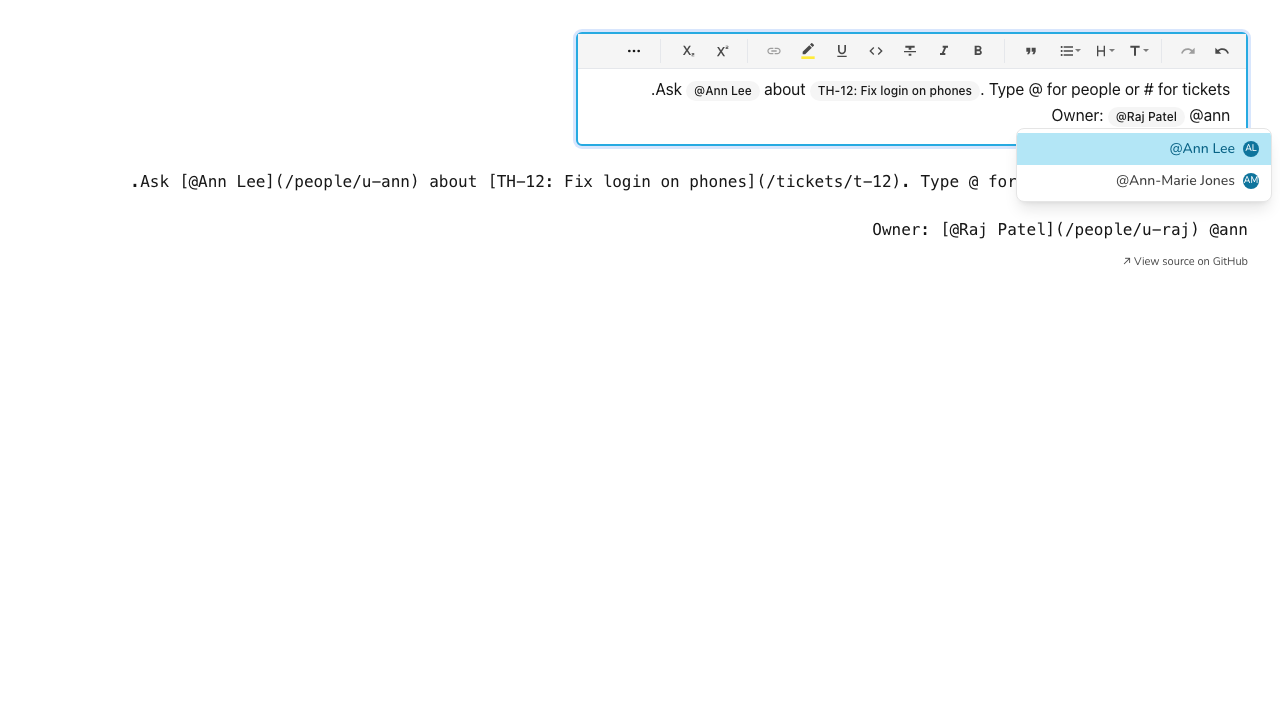 .Ask @Ann Lee about TH-12: Fix login on phones. Type @ for people or # for tickets
Owner: @Raj Patel @ann
@Ann Lee AL
@Ann-Marie Jones AM
.Ask [@Ann Lee](/people/u-ann) about [TH-12: Fix login on phones](/tickets/t-12). Type @ for
Owner: [@Raj Patel](/people/u-raj) @ann
View source on GitHub